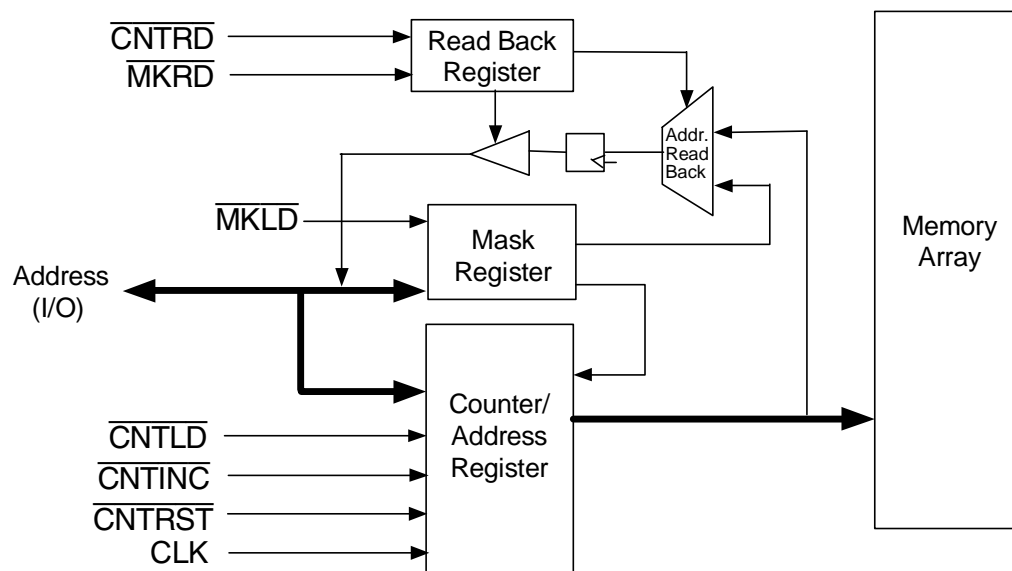 CNTRD
MKRD
Read Back
Register
Addr.
Read
Back
MKLD
Mask
Register
Memory
Array
Address
(I/O)
Counter/
Address
Register
CNTLD
CNTINC
CNTRST
CLK